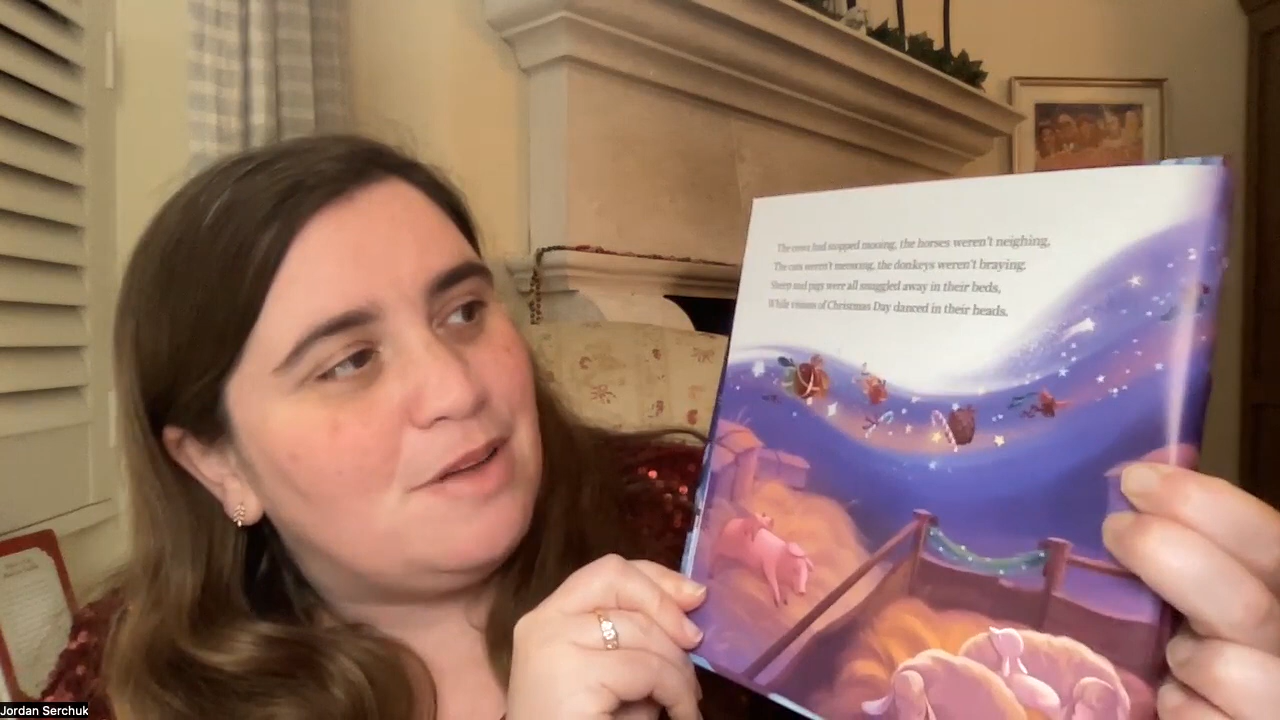 The cows had stopped mooing, the horses weren't neighing,
The cats weren't meowing, the donkeys weren't braying.
Sheep and pigs were all snuggled away in their beds,
While visions of Christmas Day danced in their heads.
Jordan Serchuk